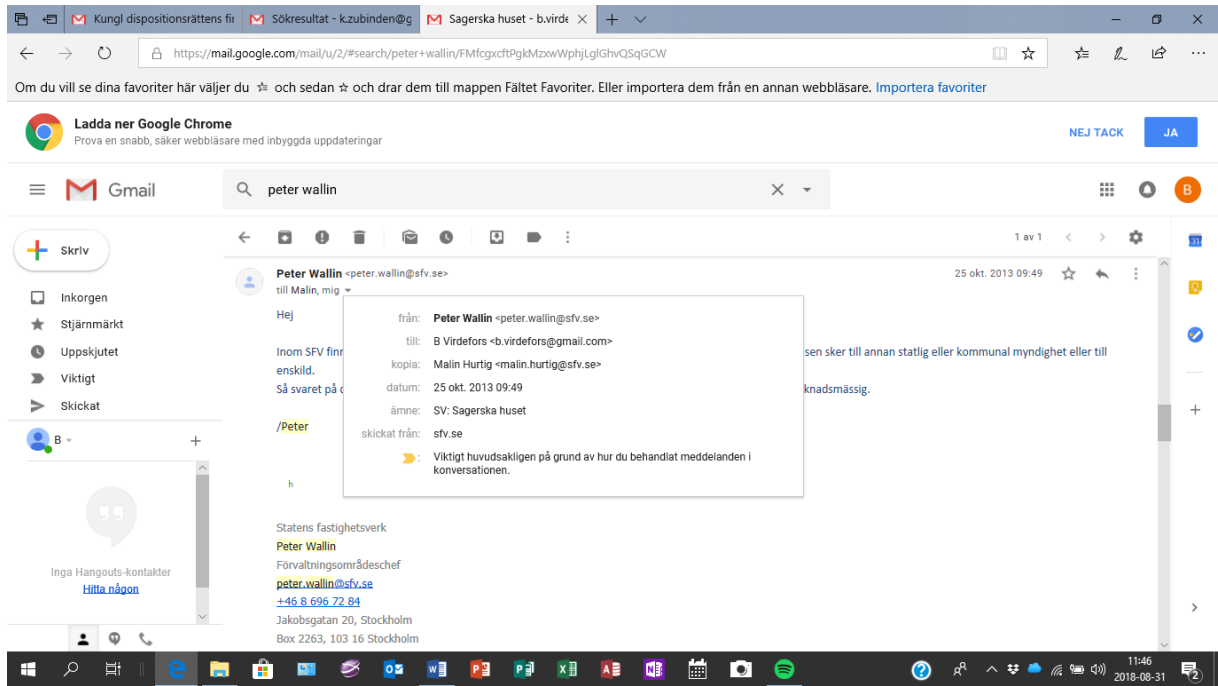 Kungl dispositionsrättens fir
Sökresultat - k.zubinden@g
Sagerska huset - b.virde
https://mail.google.com/mail/u/2/#search/peter+wallin/FMfcgxcftPgkMzxwWphjLglGhvQSqGCW
Om du vill se dina favoriter här väljer du och sedan och drar dem till mappen Fältet Favoriter. Eller importera dem från en annan webbläsare. Importera favoriter
Ladda ner Google Chrome
Prova en snabb, säker webbläsare med inbyggda uppdateringar
NEJ TACK
JA
Gmail
peter wallin
B
Skriv
1 av 1
31
Inkorgen
Stjärnmärkt
Uppskjutet
Viktigt
Skickat
B
Inga Hangouts-kontakter
Hitta någon
Peter Wallin <peter.wallin@sfv.se>
25 okt. 2013 09:49
till Malin, mig
Hej
Inom SFV finr
sen sker till annan statlig eller kommunal myndighet eller till
enskild.
Så svaret på d
knadsmässig.
/Peter
h
från: Peter Wallin <peter.wallin@sfv.se>
till: B Virdefors <b.virdefors@gmail.com>
kopia: Malin Hurtig <malin.hurtig@sfv.se>
datum: 25 okt. 2013 09:49
ämne: SV: Sagerska huset
skickat från: sfv.se
: Viktigt huvudsakligen på grund av hur du behandlat meddelanden i
konversationen.
Statens fastighetsverk
Peter Wallin
Förvaltningsområdeschef
peter.wallin@sfv.se
+46 8 696 72 84
Jakobsgatan 20, Stockholm
Box 2263, 103 16 Stockholm
11:46
2018-08-31
2